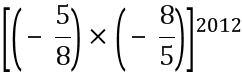 [(− 5/8) × (− 8/5)]^2012